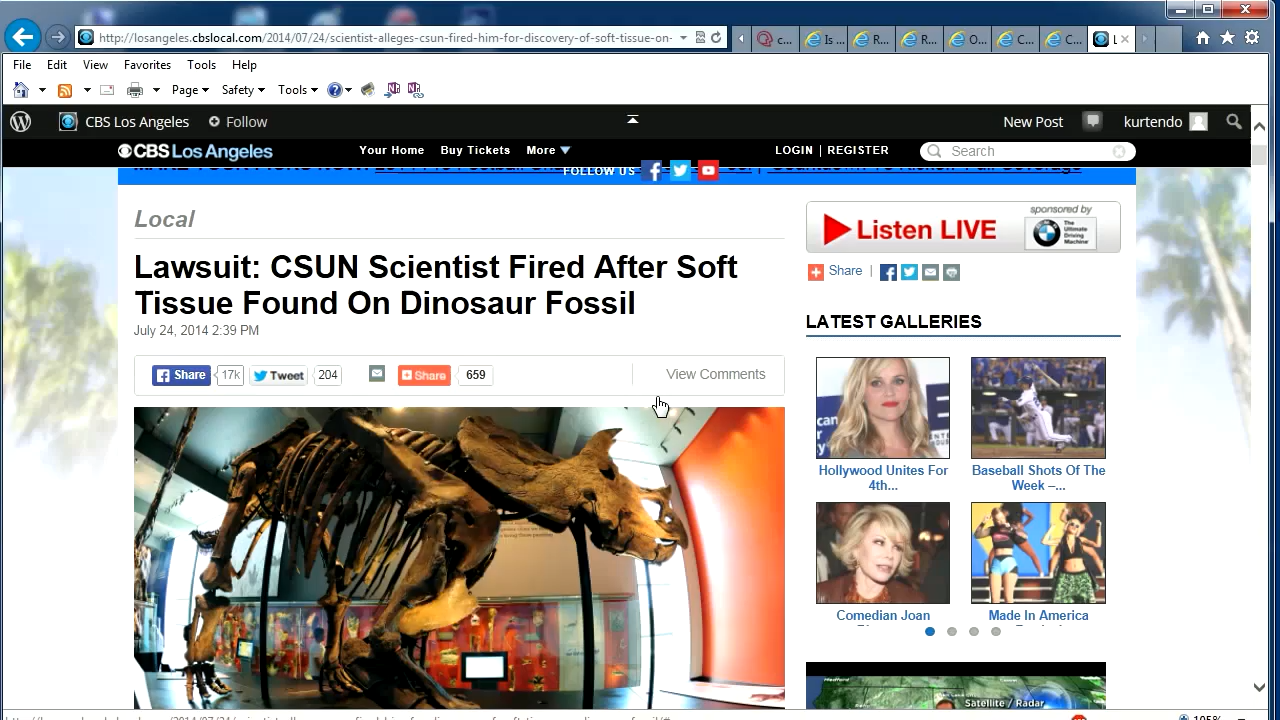 http://losangeles.cbslocal.com/2014/07/24/scientist-alleges-csun-fired-him-for-discovery-of-soft-tissue-on-
c...
Is
R...
R...
O...
C...
C...
File Edit View Favorites Tools Help
Page Safety Tools
CBS Los Angeles Follow
New Post kurtendo
CBS Los Angeles
Your Home Buy Tickets More
LOGIN | REGISTER
Search
FOLLOW US
Local
Lawsuit: CSUN Scientist Fired After Soft
Tissue Found On Dinosaur Fossil
July 24, 2014 2:39 PM
Share 17k Tweet 204 Share 659
View Comments
Listen LIVE
sponsored by
The
Ultimate
Driving
Machine
Share |
LATEST GALLERIES
Hollywood Unites For
4th...
Baseball Shots Of The
Week –...
Comedian Joan
Made In America
Satellite / Radar
105%